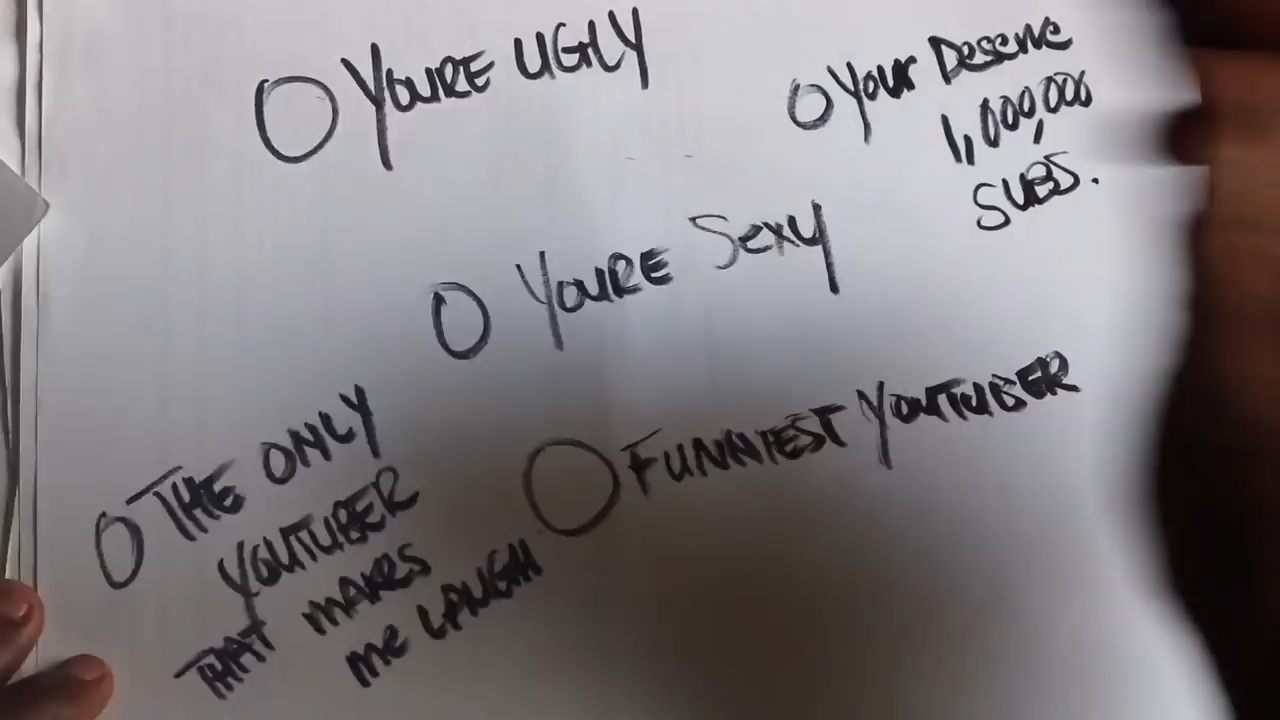 YOURE UGLY
Your Deserve
1,000,000
SUBS.
YOURE Sexy
THE ONLY
YOUTUBER
THAT MAKES
me LAUGH
FUNNIEST YOUTUBER